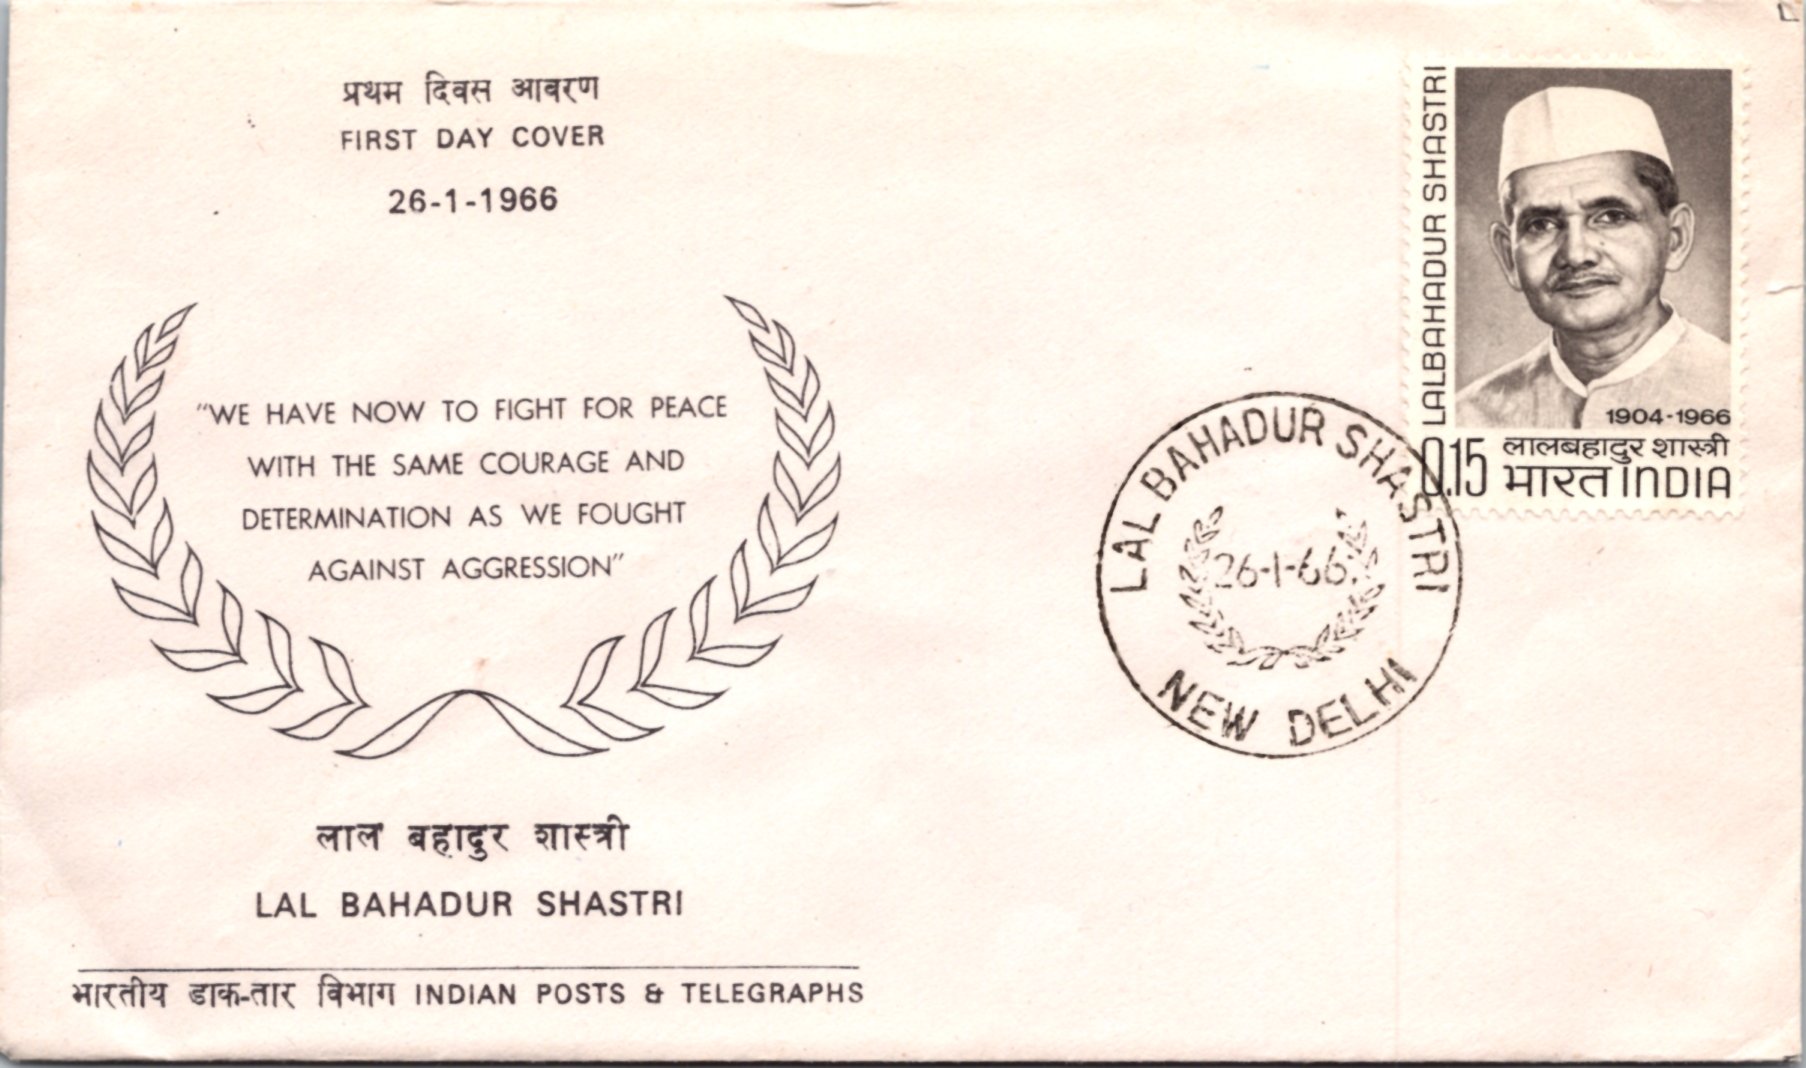 प्रथम दिवस आवरण
FIRST DAY COVER
26-1-1966
"WE HAVE NOW TO FIGHT FOR PEACE
WITH THE SAME COURAGE AND
DETERMINATION AS WE FOUGHT
AGAINST AGGRESSION"
लाल बहादुर शास्त्री
LAL BAHADUR SHASTRI
भारतीय डाक-तार विभाग INDIAN POSTS & TELEGRAPHS
LALBAHADUR SHASTRI
1904-1966
0.15 लालबहादुर शास्त्री
भारत INDIA
LAL BAHADUR SHASTRI
26-1-66
NEW DELHI